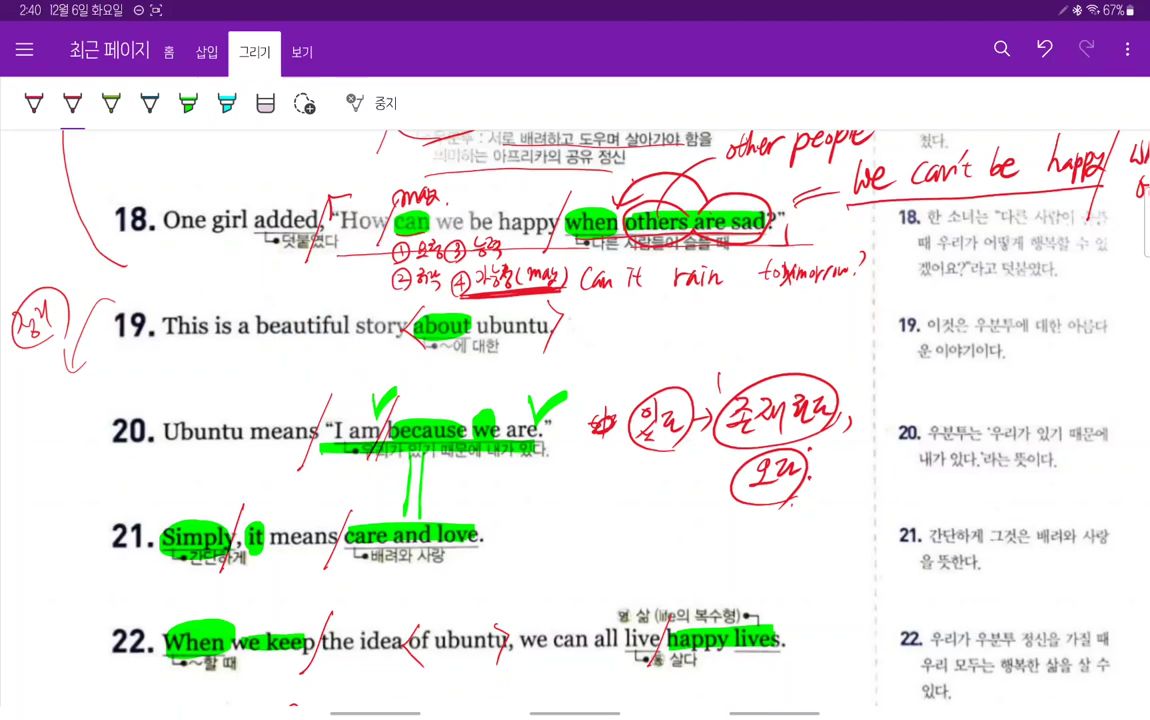 2:40 12월 6일 화요일 67%
최근 페이지 홈 삽입 그리기 보기
중지
: 서로 배려하고 도우며 살아가야 함을
의미하는 아프리카의 공유 정신
other people
we can't be happy
쳤다.
may
18. One girl added, “How can we be happy when others are sad?”
덧붙였다
다른 사람들이 슬플 때
① 요청 ③ 능력
② 허락 ④ 가능성(may) Can it rain tomorrow?
18. 한 소녀는 “다른 사람이 슬플
때 우리가 어떻게 행복할 수 있
겠어요?”라고 덧붙였다.
19. This is a beautiful story about ubuntu.
~에 대한
19. 이것은 우분투에 대한 아름다
운 이야기이다.
20. Ubuntu means “I am because we are.”
우리가 있기 때문에 내가 있다.
있다 → 존재한다,
오다.
20. 우분투는 ‘우리가 있기 때문에
내가 있다.’라는 뜻이다.
21. Simply, it means care and love.
간단하게
배려와 사랑
21. 간단하게 그것은 배려와 사랑
을 뜻한다.
명 삶 (life의 복수형)
22. When we keep the idea of ubuntu, we can all live happy lives.
~할 때
동 살다
22. 우리가 우분투 정신을 가질 때
우리 모두는 행복한 삶을 살 수
있다.